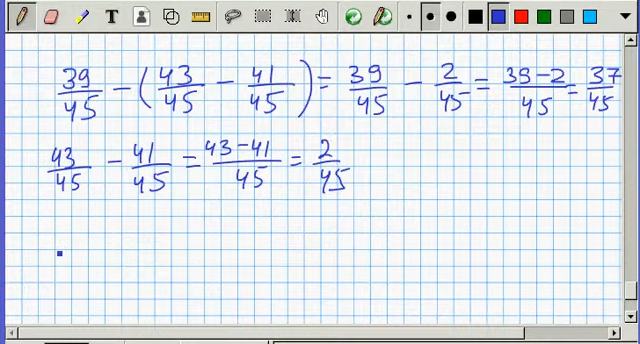 39/45 − (43/45 − 41/45) = 39/45 − 2/45 = 39−2/45 = 37/45
43/45 − 41/45 = 43−41/45 = 2/45